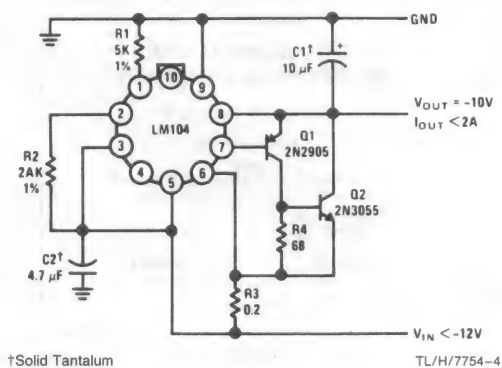 GND
R1
5K
1%
C1†
+
10 µF
10
1
9
2
8
LM104
VOUT = −10V
IOUT <2A
3
7
Q1
2N2905
R2
2AK
1%
4
6
5
Q2
2N3055
R4
68
C2†
4.7 µF
R3
0.2
VIN <−12V
†Solid Tantalum
TL/H/7754–4